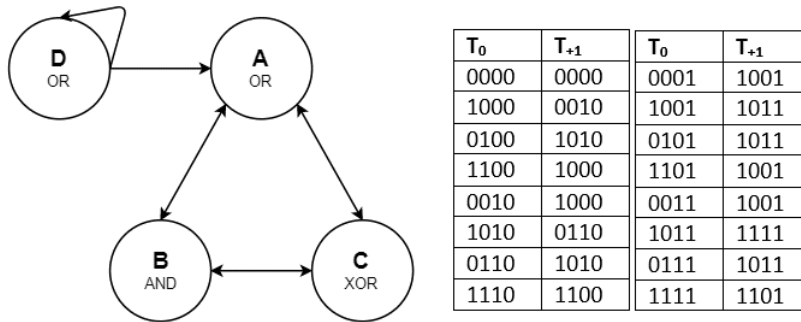 D
OR
A
OR
B
AND
C
XOR
T₀ T₊₁ T₀ T₊₁
0000 0000 0001 1001
1000 0010 1001 1011
0100 1010 0101 1011
1100 1000 1101 1001
0010 1000 0011 1001
1010 0110 1011 1111
0110 1010 0111 1011
1110 1100 1111 1101